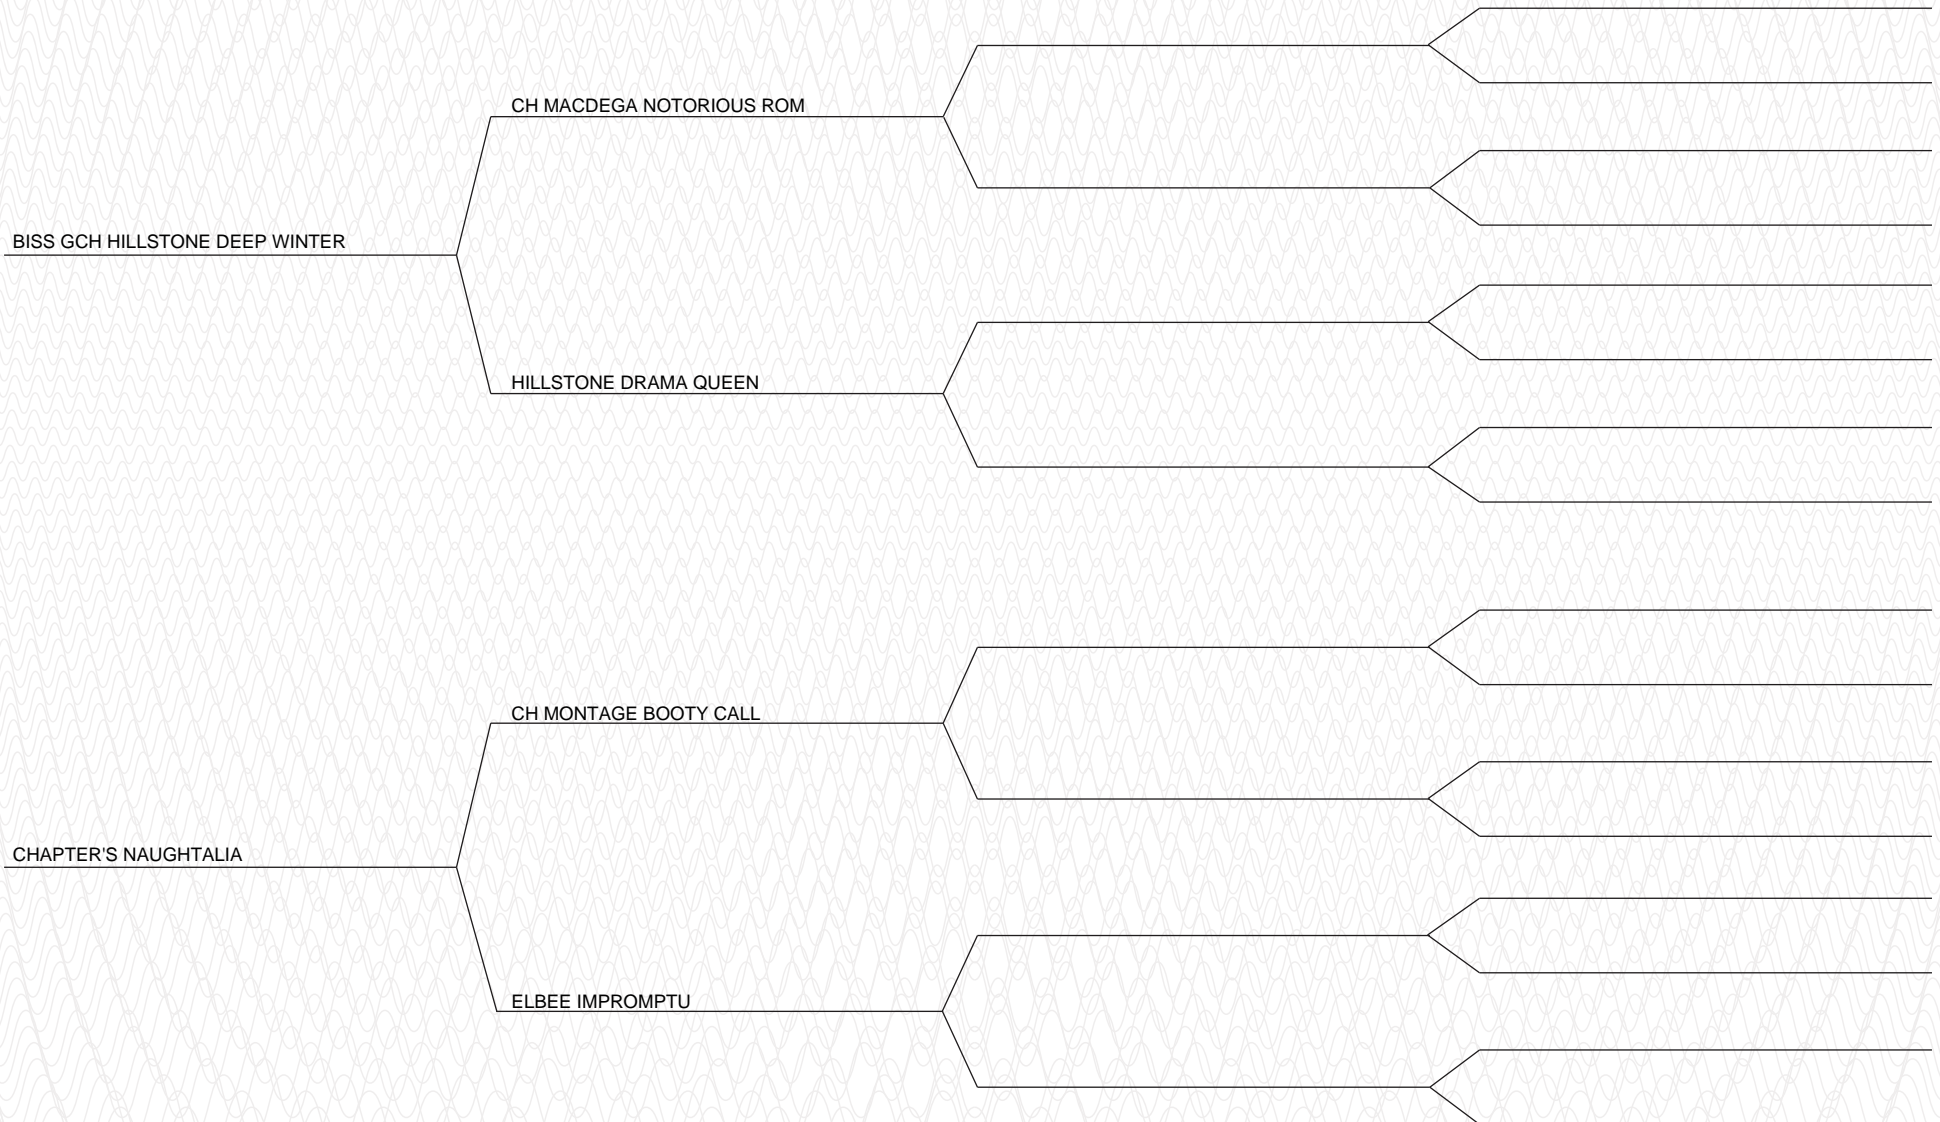 CH MACDEGA NOTORIOUS ROM
BISS GCH HILLSTONE DEEP WINTER
HILLSTONE DRAMA QUEEN
CH MONTAGE BOOTY CALL
CHAPTER'S NAUGHTALIA
ELBEE IMPROMPTU